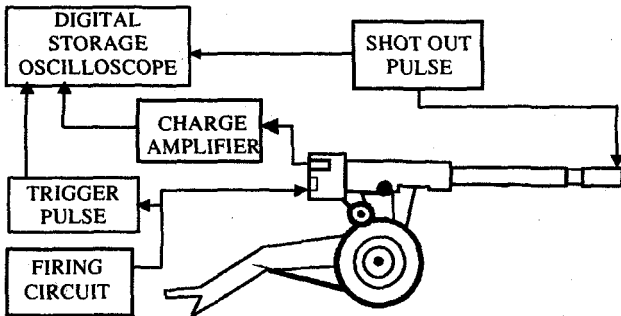 DIGITAL
STORAGE
OSCILLOSCOPE
SHOT OUT
PULSE
CHARGE
AMPLIFIER
TRIGGER
PULSE
FIRING
CIRCUIT